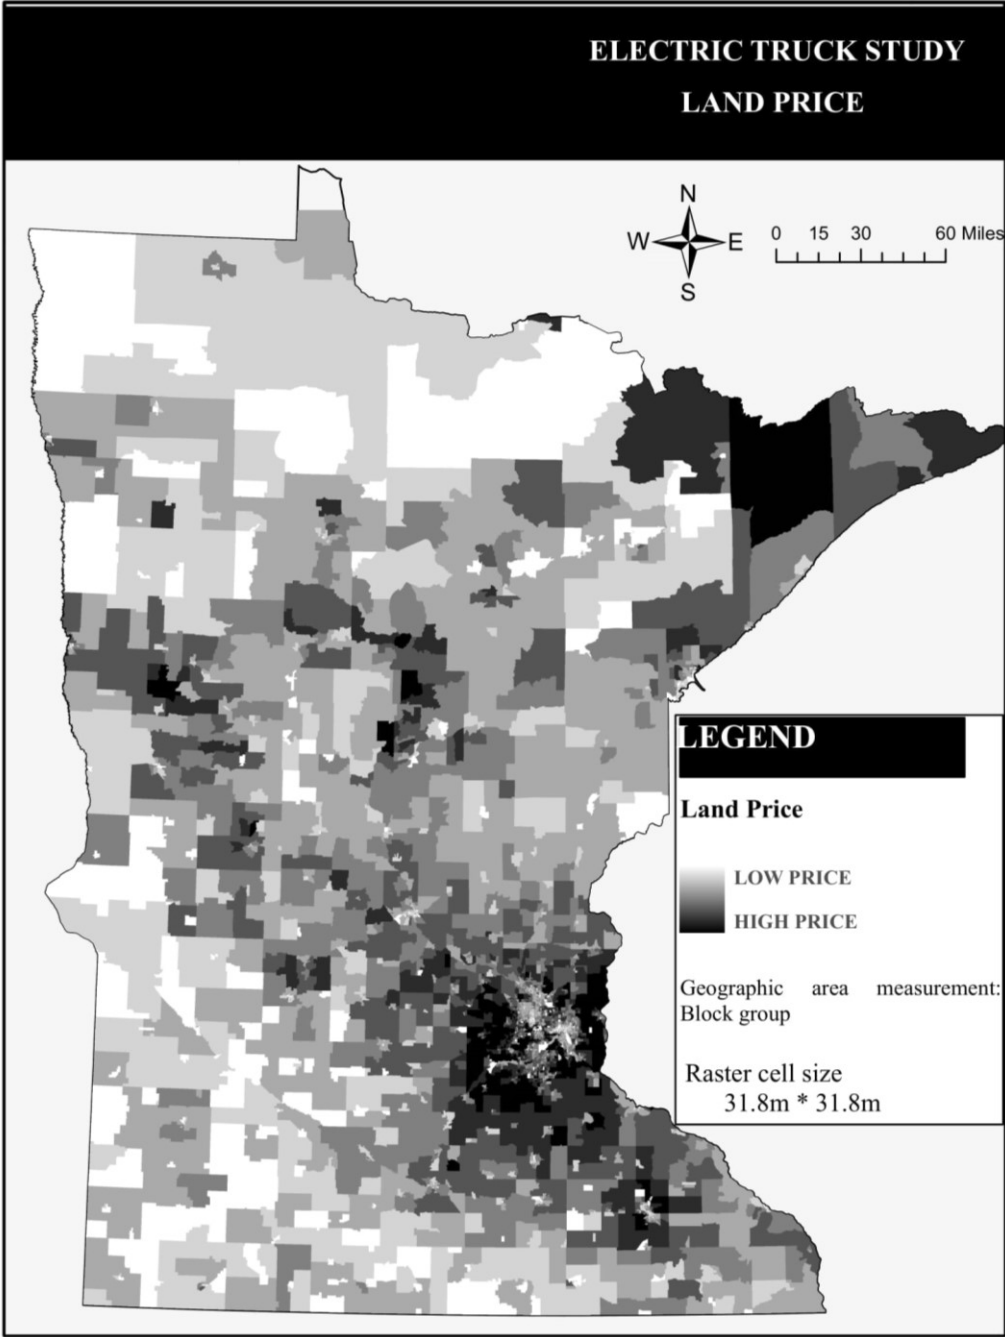 ELECTRIC TRUCK STUDY
LAND PRICE
N
W E
S
0 15 30 60 Miles
LEGEND
Land Price
LOW PRICE
HIGH PRICE
Geographic area measurement:
Block group
Raster cell size
31.8m * 31.8m